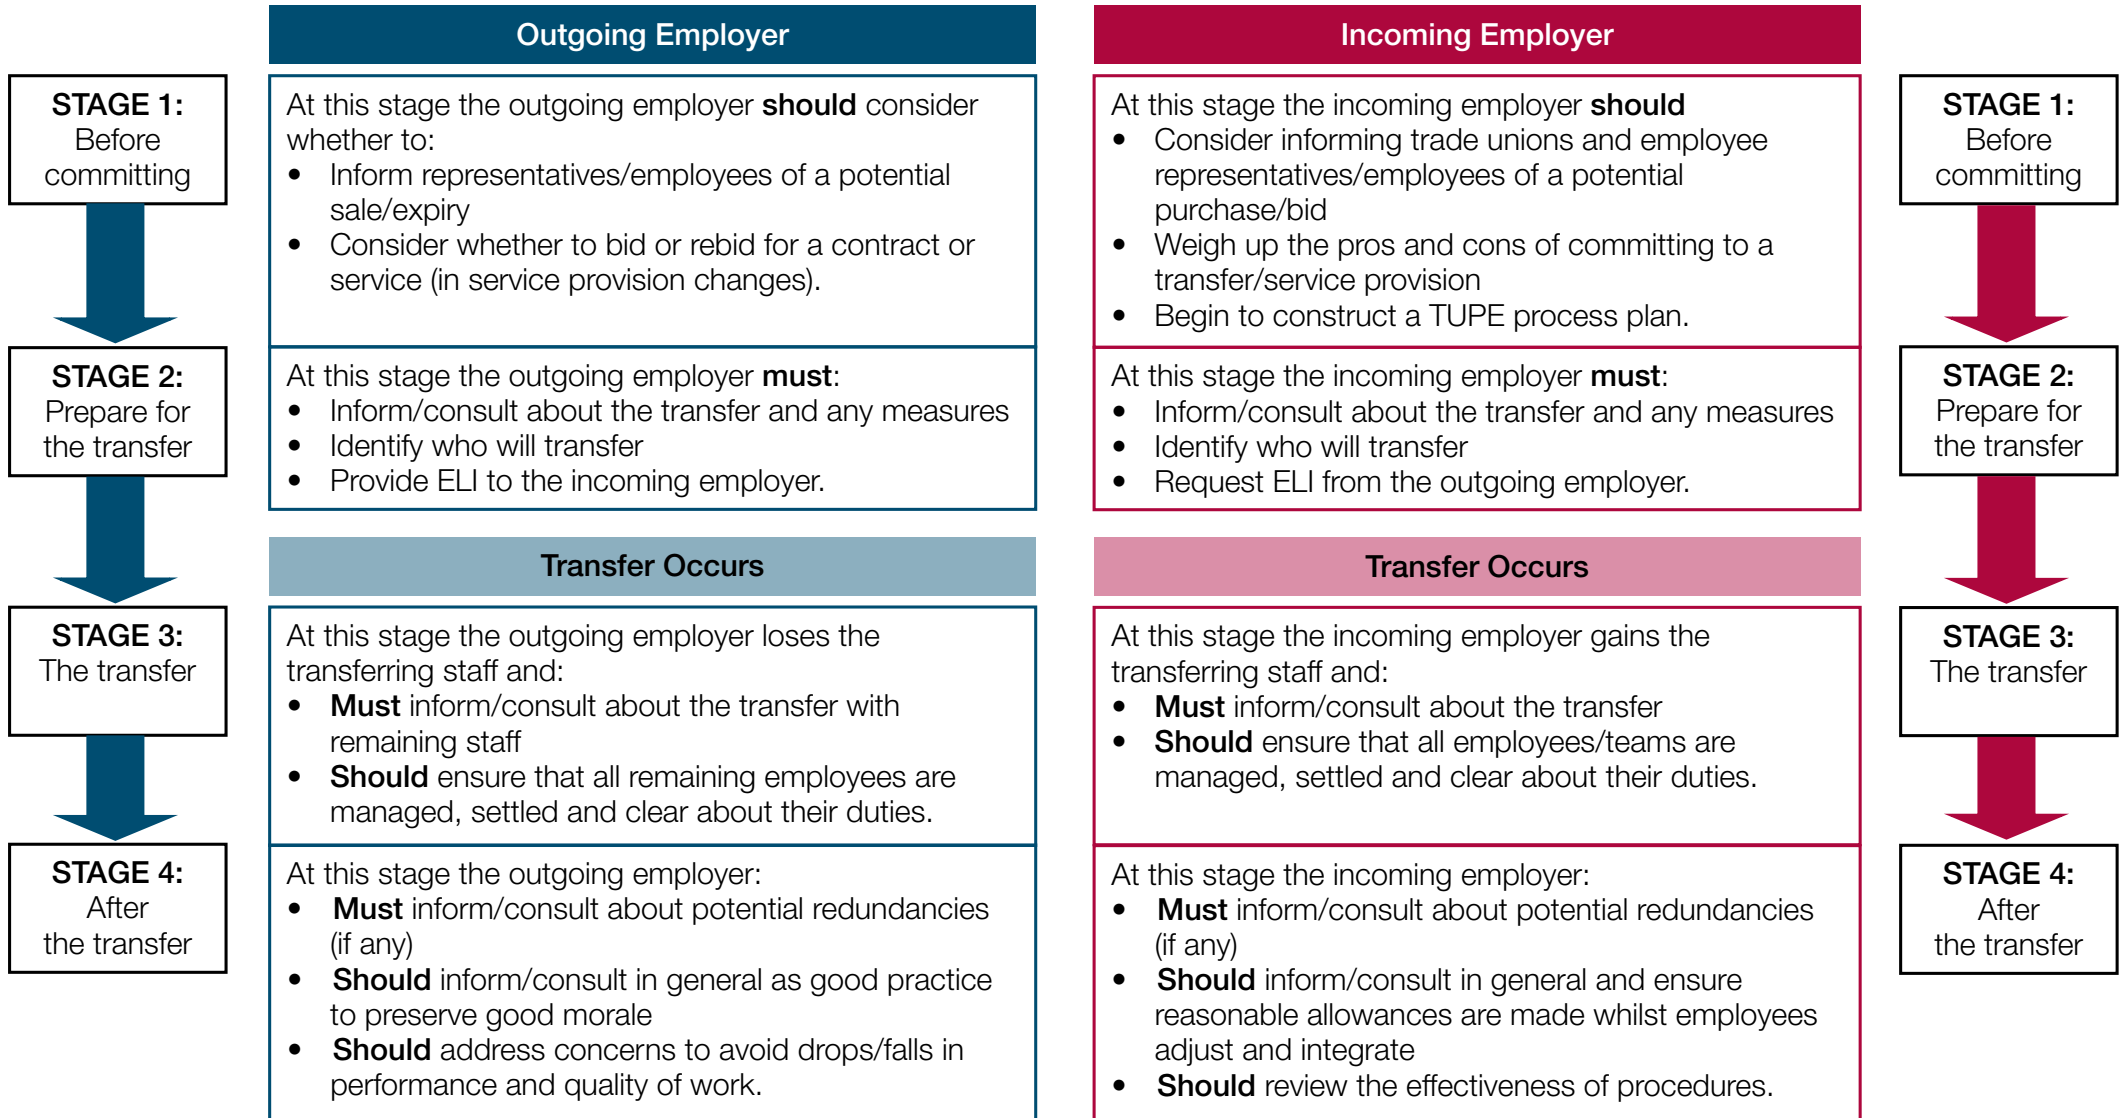 Outgoing Employer
Incoming Employer
STAGE 1:
Before
committing
At this stage the outgoing employer should consider
whether to:
• Inform representatives/employees of a potential
sale/expiry
• Consider whether to bid or rebid for a contract or
service (in service provision changes).
At this stage the incoming employer should
• Consider informing trade unions and employee
representatives/employees of a potential
purchase/bid
• Weigh up the pros and cons of committing to a
transfer/service provision
• Begin to construct a TUPE process plan.
STAGE 1:
Before
committing
STAGE 2:
Prepare for
the transfer
At this stage the outgoing employer must:
• Inform/consult about the transfer and any measures
• Identify who will transfer
• Provide ELI to the incoming employer.
At this stage the incoming employer must:
• Inform/consult about the transfer and any measures
• Identify who will transfer
• Request ELI from the outgoing employer.
STAGE 2:
Prepare for
the transfer
Transfer Occurs
Transfer Occurs
STAGE 3:
The transfer
At this stage the outgoing employer loses the
transferring staff and:
• Must inform/consult about the transfer with
remaining staff
• Should ensure that all remaining employees are
managed, settled and clear about their duties.
At this stage the incoming employer gains the
transferring staff and:
• Must inform/consult about the transfer
• Should ensure that all employees/teams are
managed, settled and clear about their duties.
STAGE 3:
The transfer
STAGE 4:
After
the transfer
At this stage the outgoing employer:
• Must inform/consult about potential redundancies
(if any)
• Should inform/consult in general as good practice
to preserve good morale
• Should address concerns to avoid drops/falls in
performance and quality of work.
At this stage the incoming employer:
• Must inform/consult about potential redundancies
(if any)
• Should inform/consult in general and ensure
reasonable allowances are made whilst employees
adjust and integrate
• Should review the effectiveness of procedures.
STAGE 4:
After
the transfer